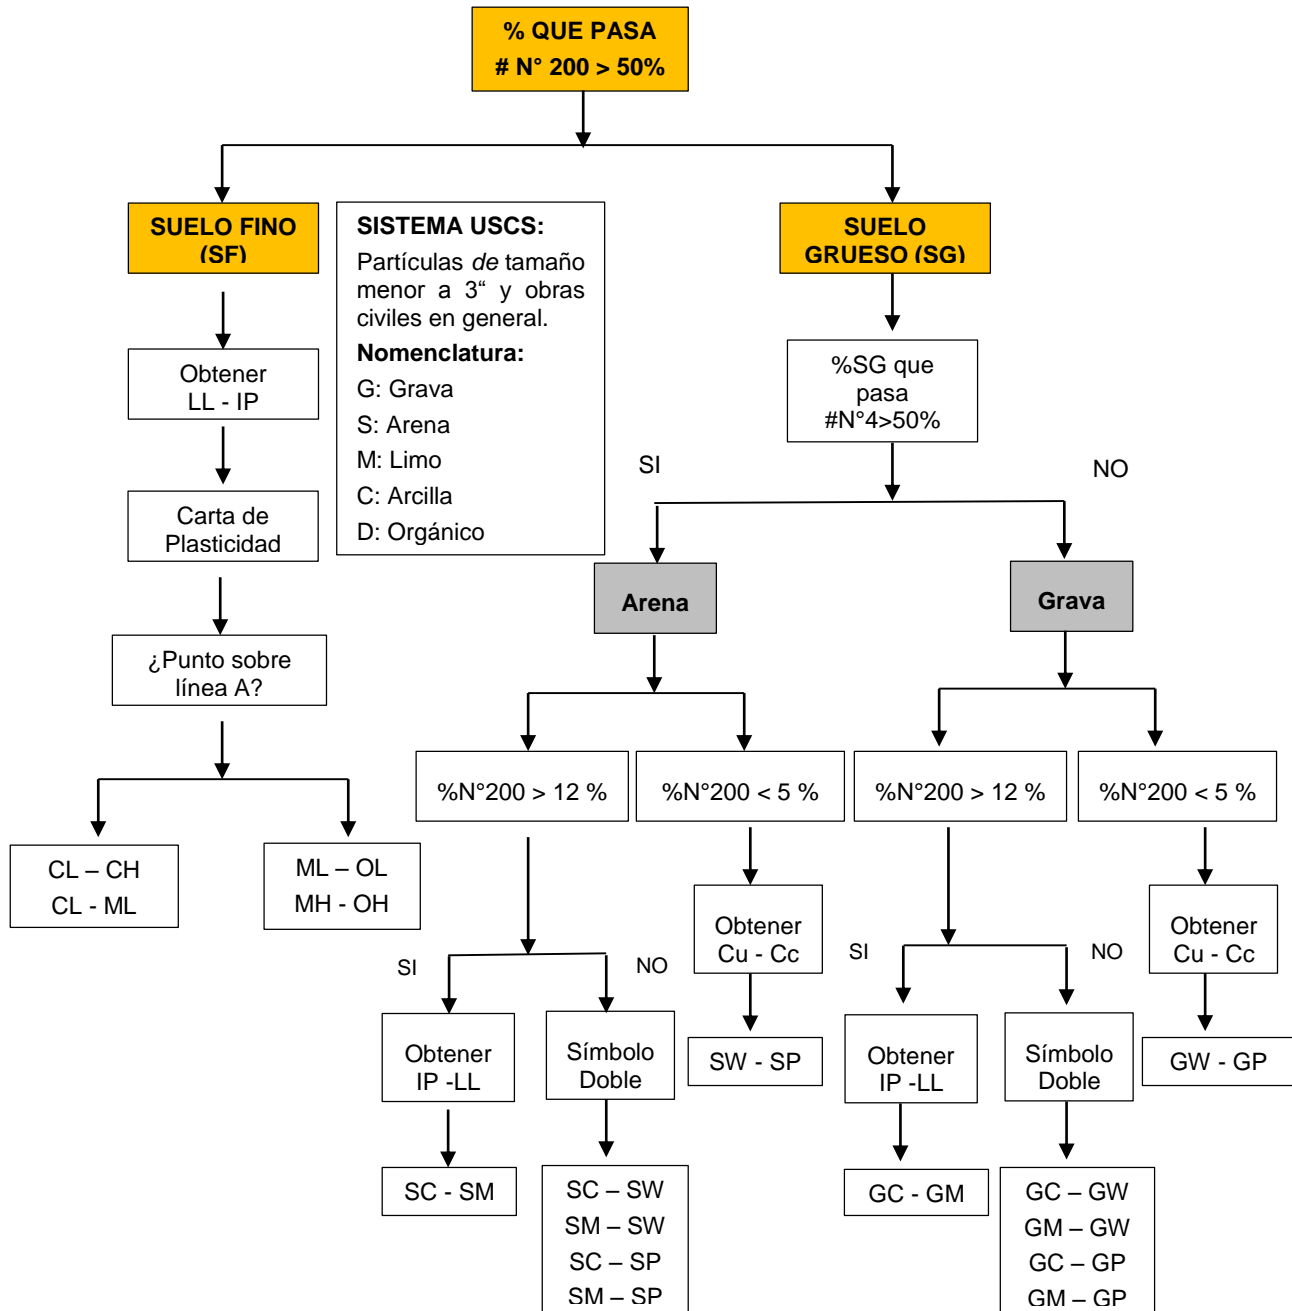 % QUE PASA
# N° 200 > 50%
SUELO FINO
(SF)
SISTEMA USCS:
Partículas de tamaño
menor a 3“ y obras
civiles en general.
Nomenclatura:
G: Grava
S: Arena
M: Limo
C: Arcilla
D: Orgánico
SUELO
GRUESO (SG)
Obtener
LL - IP
%SG que
pasa
#N°4>50%
SI
NO
Carta de
Plasticidad
Arena
Grava
¿Punto sobre
línea A?
%N°200 > 12 %
%N°200 < 5 %
%N°200 > 12 %
%N°200 < 5 %
CL – CH
CL - ML
ML – OL
MH - OH
Obtener
Cu - Cc
Obtener
Cu - Cc
SI
NO
SI
NO
Obtener
IP -LL
Símbolo
Doble
SW - SP
Obtener
IP -LL
Símbolo
Doble
GW - GP
SC - SM
SC – SW
SM – SW
SC – SP
SM – SP
GC - GM
GC – GW
GM – GW
GC – GP
GM – GP